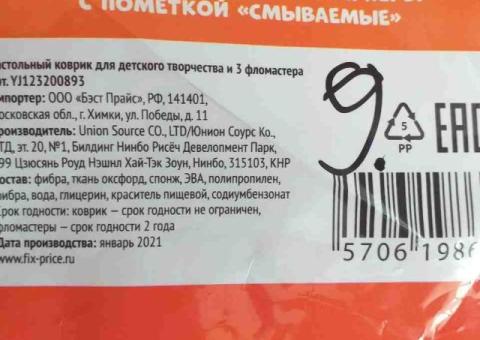 С ПОМЕТКОЙ «СМЫВАЕМЫЕ»
астольный коврик для детского творчества и 3 фломастера
рт. YJ123200893
мпортер: ООО «Бэст Прайс», РФ, 141401,
осковская обл., г. Химки, ул. Победы, д. 11
роизводитель: Union Source CO., LTD/Юнион Соурс Ко.,
ТД, эт. 20, №1, Билдинг Нинбо Рисёч Девелопмент Парк,
99 Цзюсянь Роуд Нэшнл Хай-Тэк Зоун, Нинбо, 315103, КНР
остав: фибра, ткань оксфорд, спонж, ЭВА, полипропилен,
ибра, вода, глицерин, краситель пищевой, содиумбензонат
Срок годности: коврик — срок годности не ограничен,
фломастеры — срок годности 2 года
Дата производства: январь 2021
www.fix-price.ru
9.
5
PP
EAC
5706 1986